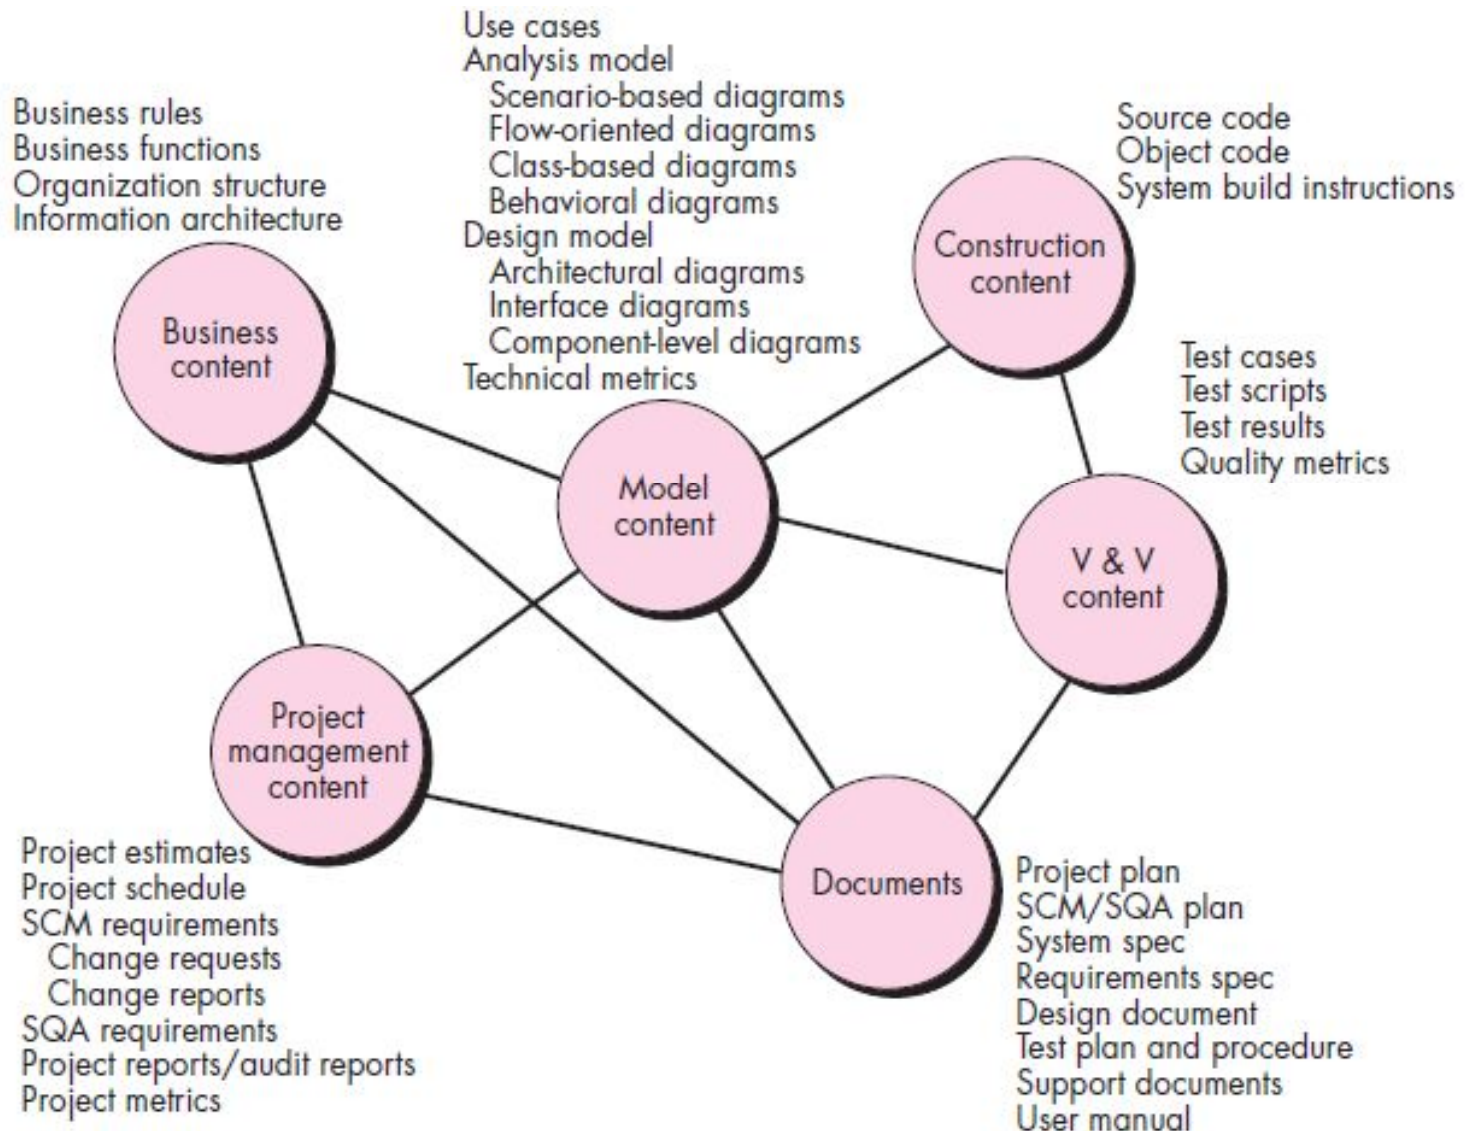 Business rules
Business functions
Organization structure
Information architecture
Business
content
Use cases
Analysis model
Scenario-based diagrams
Flow-oriented diagrams
Class-based diagrams
Behavioral diagrams
Design model
Architectural diagrams
Interface diagrams
Component-level diagrams
Technical metrics
Model
content
Source code
Object code
System build instructions
Construction
content
Test cases
Test scripts
Test results
Quality metrics
V & V
content
Project
management
content
Project estimates
Project schedule
SCM requirements
Change requests
Change reports
SQA requirements
Project reports/audit reports
Project metrics
Documents
Project plan
SCM/SQA plan
System spec
Requirements spec
Design document
Test plan and procedure
Support documents
User manual